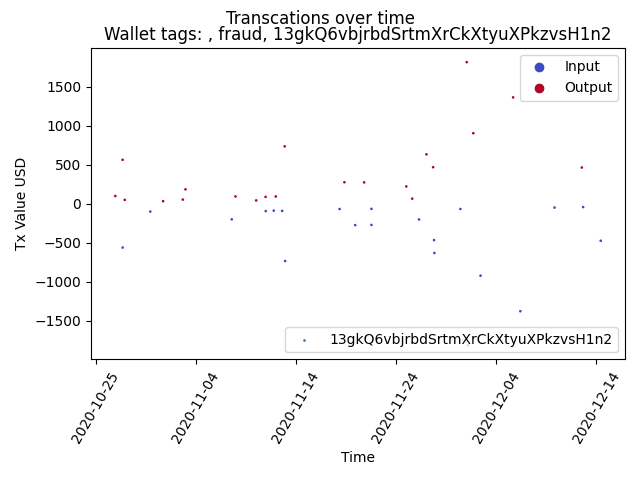 Transcations over time
Wallet tags: , fraud, 13gkQ6vbjrbdSrtmXrCkXtyuXPkzvsH1n2
Input
Output
1500
1000
500
0
−500
−1000
−1500
Tx Value USD
13gkQ6vbjrbdSrtmXrCkXtyuXPkzvsH1n2
2020-10-25
2020-11-04
2020-11-14
2020-11-24
2020-12-04
2020-12-14
Time